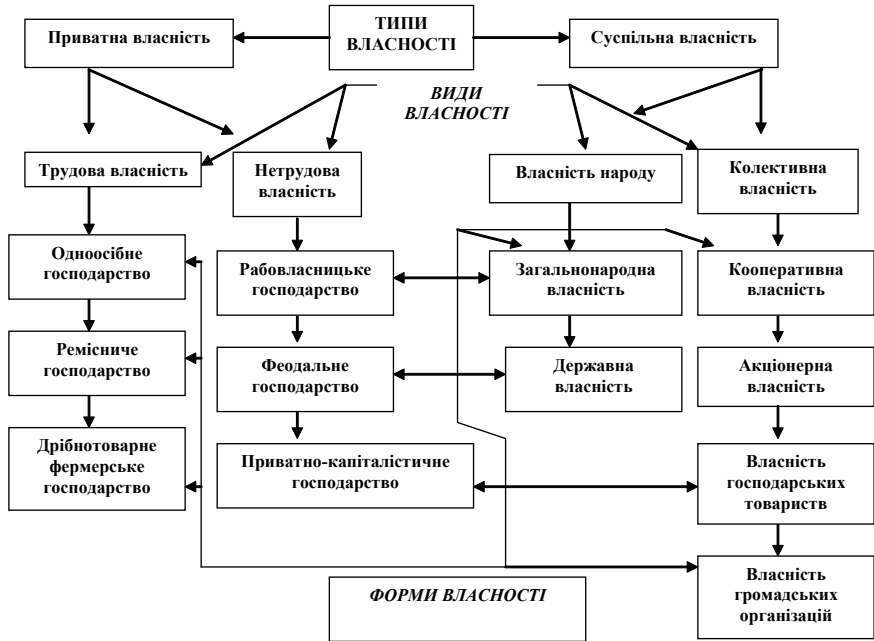 ТИПИ
ВЛАСНОСТІ
Приватна власність
Суспільна власність
ВИДИ
ВЛАСНОСТІ
Трудова власність
Нетрудова
власність
Власність народу
Колективна
власність
Одноосібне
господарство
Рабовласницьке
господарство
Загальнонародна
власність
Кооперативна
власність
Ремісниче
господарство
Феодальне
господарство
Державна
власність
Акціонерна
власність
Дрібнотоварне
фермерське
господарство
Приватно-капіталістичне
господарство
Власність
господарських
товариств
ФОРМИ ВЛАСНОСТІ
Власність
громадських
організацій